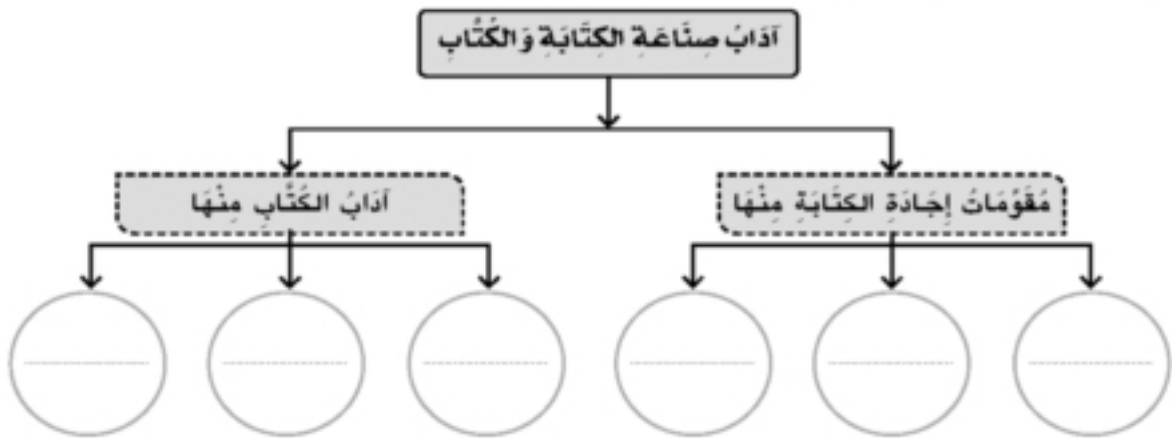 آدَابُ صِنَاعَةِ الكِتَابَةِ وَالكُتَّابِ
مُقَوِّمَاتُ إِجَادَةِ الكِتَابَةِ مِنْهَا
آدَابُ الكُتَّابِ مِنْهَا